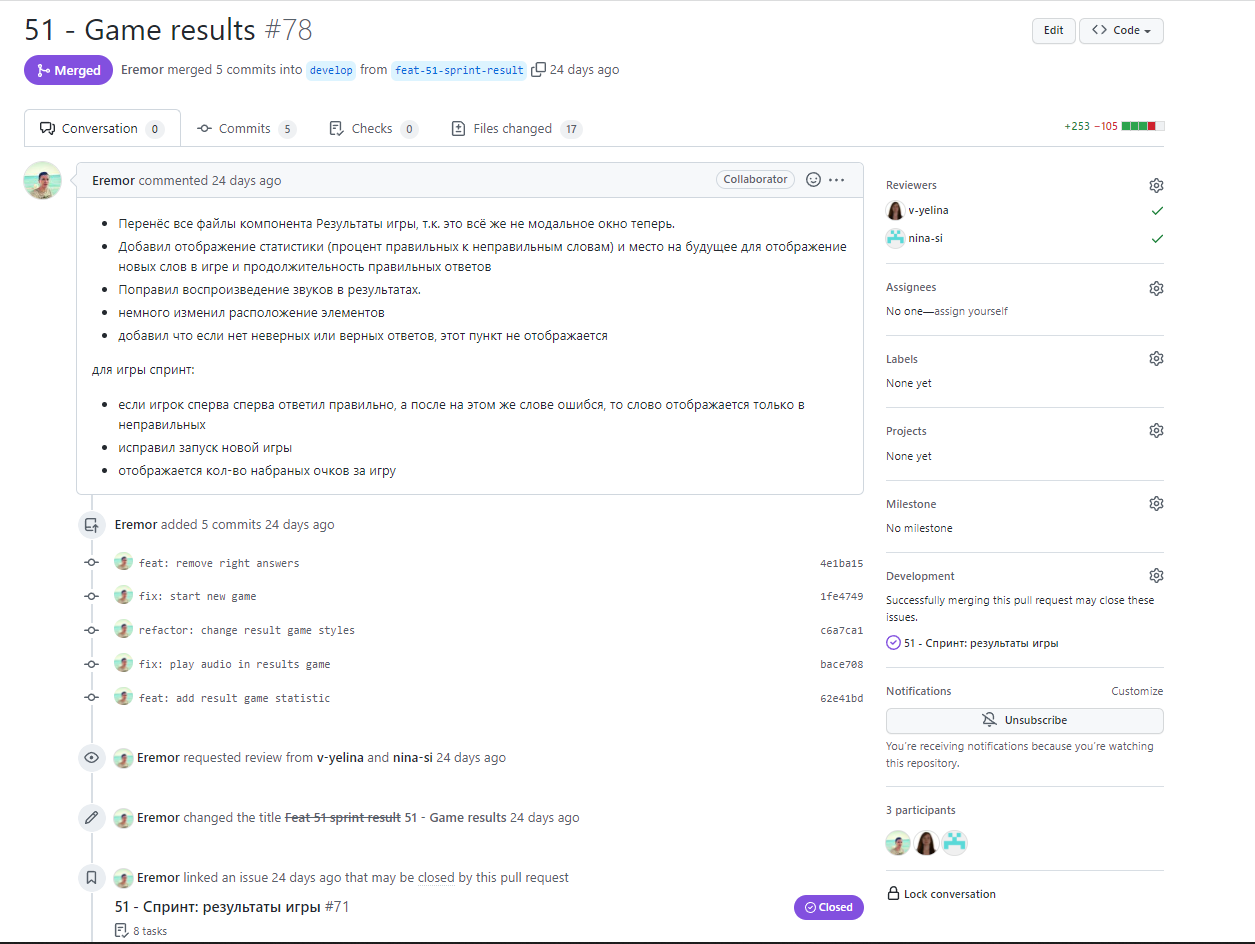 51 - Game results #78
Edit
Code
Merged
Eremor merged 5 commits into develop from feat-51-sprint-result 24 days ago
Conversation 0
Commits 5
Checks 0
Files changed 17
+253 −105
Eremor commented 24 days ago
Collaborator
Перенёс все файлы компонента Результаты игры, т.к. это всё же не модальное окно теперь.
Добавил отображение статистики (процент правильных к неправильным словам) и место на будущее для отображение
новых слов в игре и продолжительность правильных ответов
Поправил воспроизведение звуков в результатах.
немного изменил расположение элементов
добавил что если нет неверных или верных ответов, этот пункт не отображается
для игры спринт:
если игрок сперва сперва ответил правильно, а после на этом же слове ошибся, то слово отображается только в
неправильных
исправил запуск новой игры
отображается кол-во набраных очков за игру
Eremor added 5 commits 24 days ago
feat: remove right answers 4e1ba15
fix: start new game 1fe4749
refactor: change result game styles c6a7ca1
fix: play audio in results game bace708
feat: add result game statistic 62e41bd
Eremor requested review from v-yelina and nina-si 24 days ago
Eremor changed the title Feat 51 sprint result 51 - Game results 24 days ago
Eremor linked an issue 24 days ago that may be closed by this pull request
51 - Спринт: результаты игры #71
Closed
8 tasks
Reviewers
v-yelina
nina-si
Assignees
No one—assign yourself
Labels
None yet
Projects
None yet
Milestone
No milestone
Development
Successfully merging this pull request may close these
issues.
51 - Спринт: результаты игры
Notifications
Customize
Unsubscribe
You're receiving notifications because you're watching
this repository.
3 participants
Lock conversation